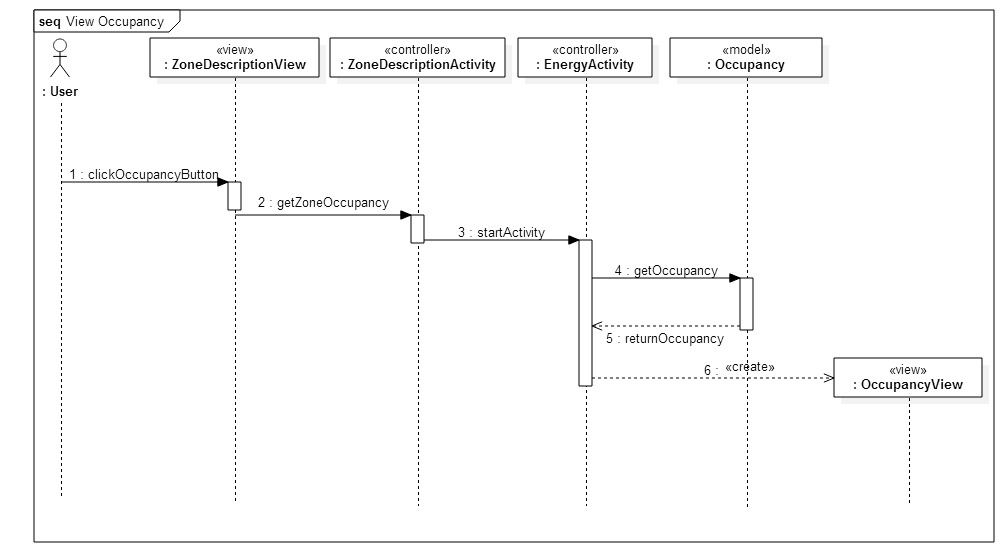 seq View Occupancy
«view»
: ZoneDescriptionView
«controller»
: ZoneDescriptionActivity
«controller»
: EnergyActivity
«model»
: Occupancy
: User
1 : clickOccupancyButton
2 : getZoneOccupancy
3 : startActivity
4 : getOccupancy
5 : returnOccupancy
6 : «create»
«view»
: OccupancyView